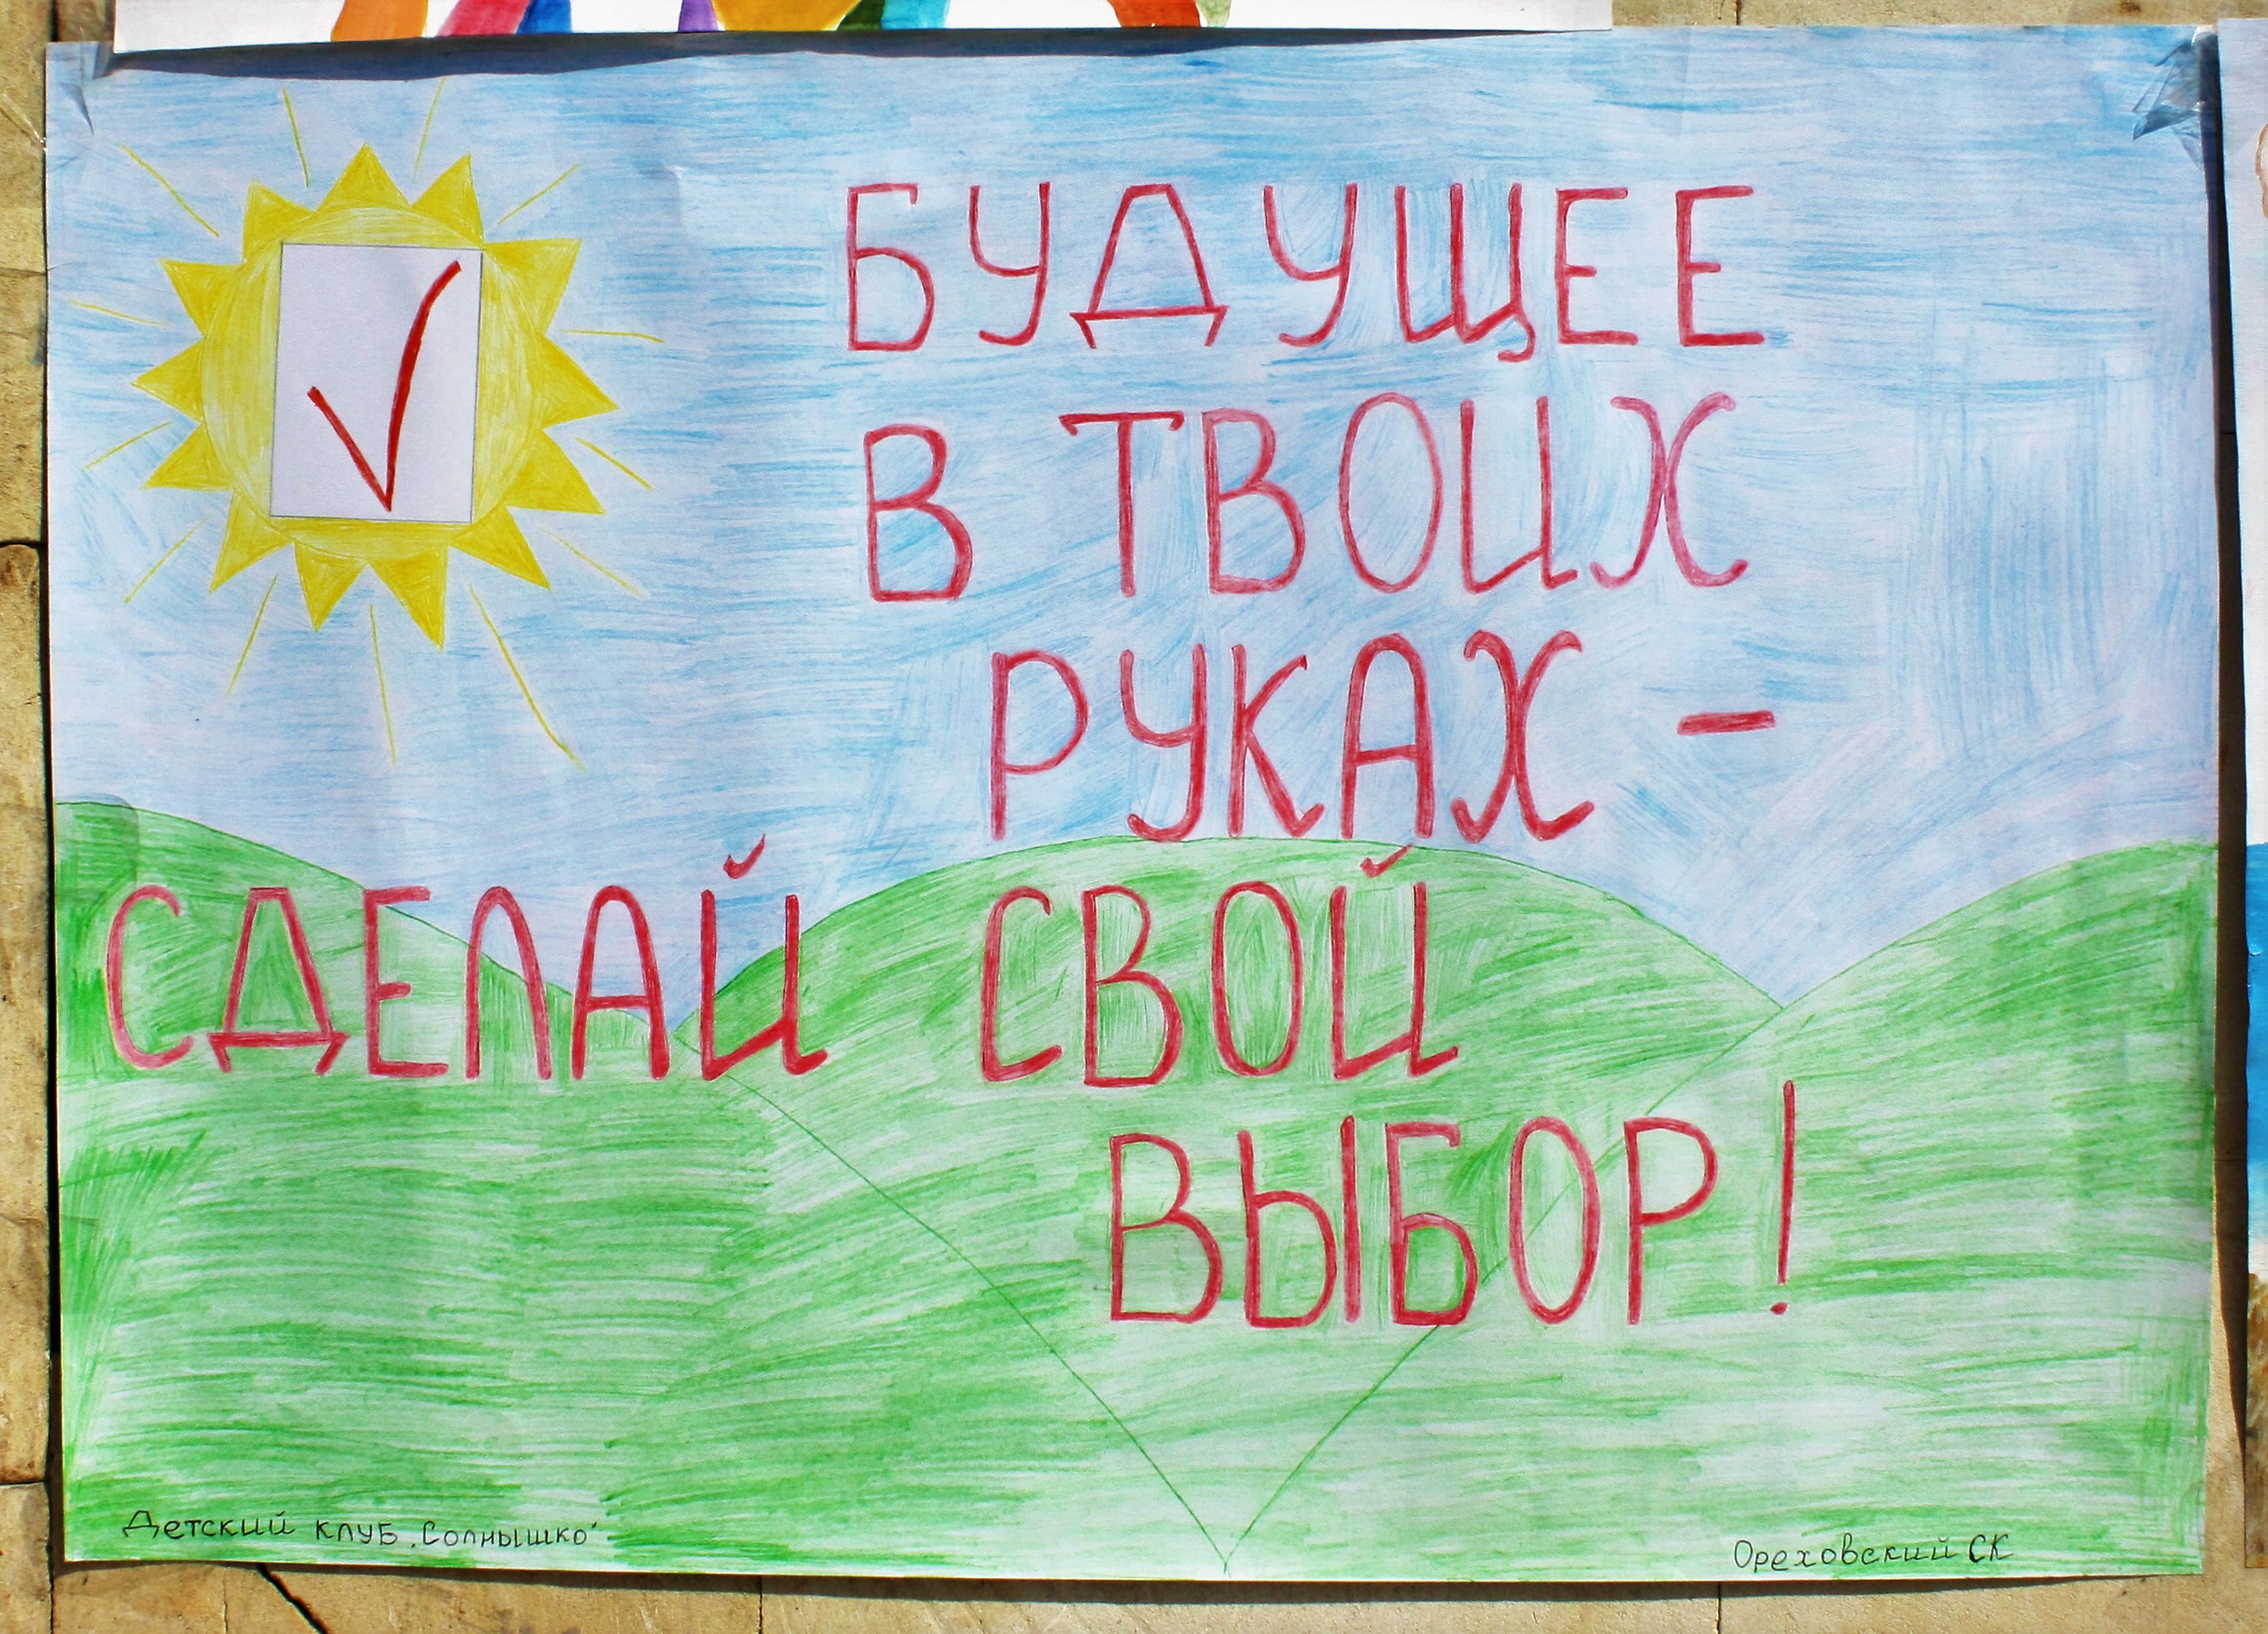 БУДУЩЕЕ
В ТВОИХ
РУКАХ -
СДЕЛАЙ СВОЙ
ВЫБОР!
Детский клуб „Солнышко"
Ореховский СК